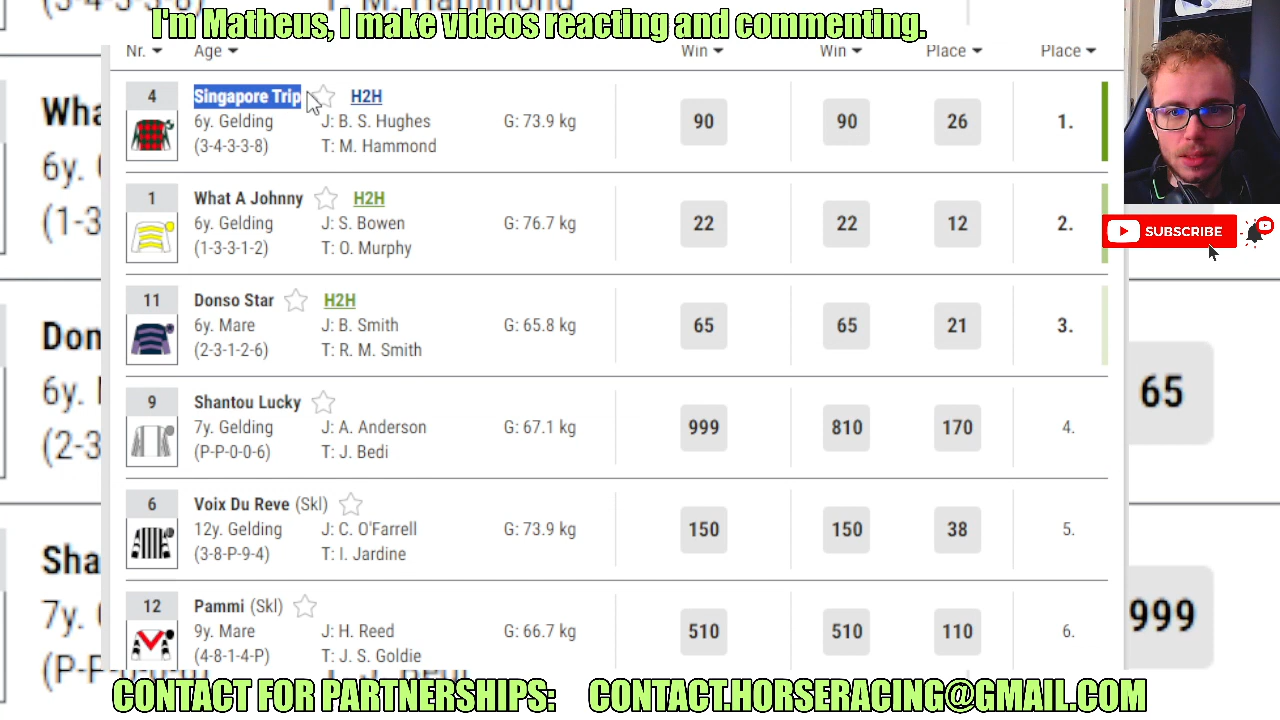 I'm Matheus, I make videos reacting and commenting.
Nr. Age Win Win Place Place
4 Singapore Trip H2H
6y. Gelding J: B. S. Hughes G: 73.9 kg 90 90 26 1.
(3-4-3-3-8) T: M. Hammond
SUBSCRIBE
1 What A Johnny H2H
6y. Gelding J: S. Bowen G: 76.7 kg 22 22 12 2.
(1-3-3-1-2) T: O. Murphy
11 Donso Star H2H
6y. Mare J: B. Smith G: 65.8 kg 65 65 21 3.
(2-3-1-2-6) T: R. M. Smith
65
9 Shantou Lucky
7y. Gelding J: A. Anderson G: 67.1 kg 999 810 170 4.
(P-P-0-0-6) T: J. Bedi
6 Voix Du Reve (Skl)
12y. Gelding J: C. O'Farrell G: 73.9 kg 150 150 38 5.
(3-8-P-9-4) T: I. Jardine
12 Pammi (Skl)
9y. Mare J: H. Reed G: 66.7 kg 510 510 110 6.
(4-8-1-4-P) T: J. S. Goldie
999
CONTACT FOR PARTNERSHIPS: CONTACT.HORSERACING@GMAIL.COM